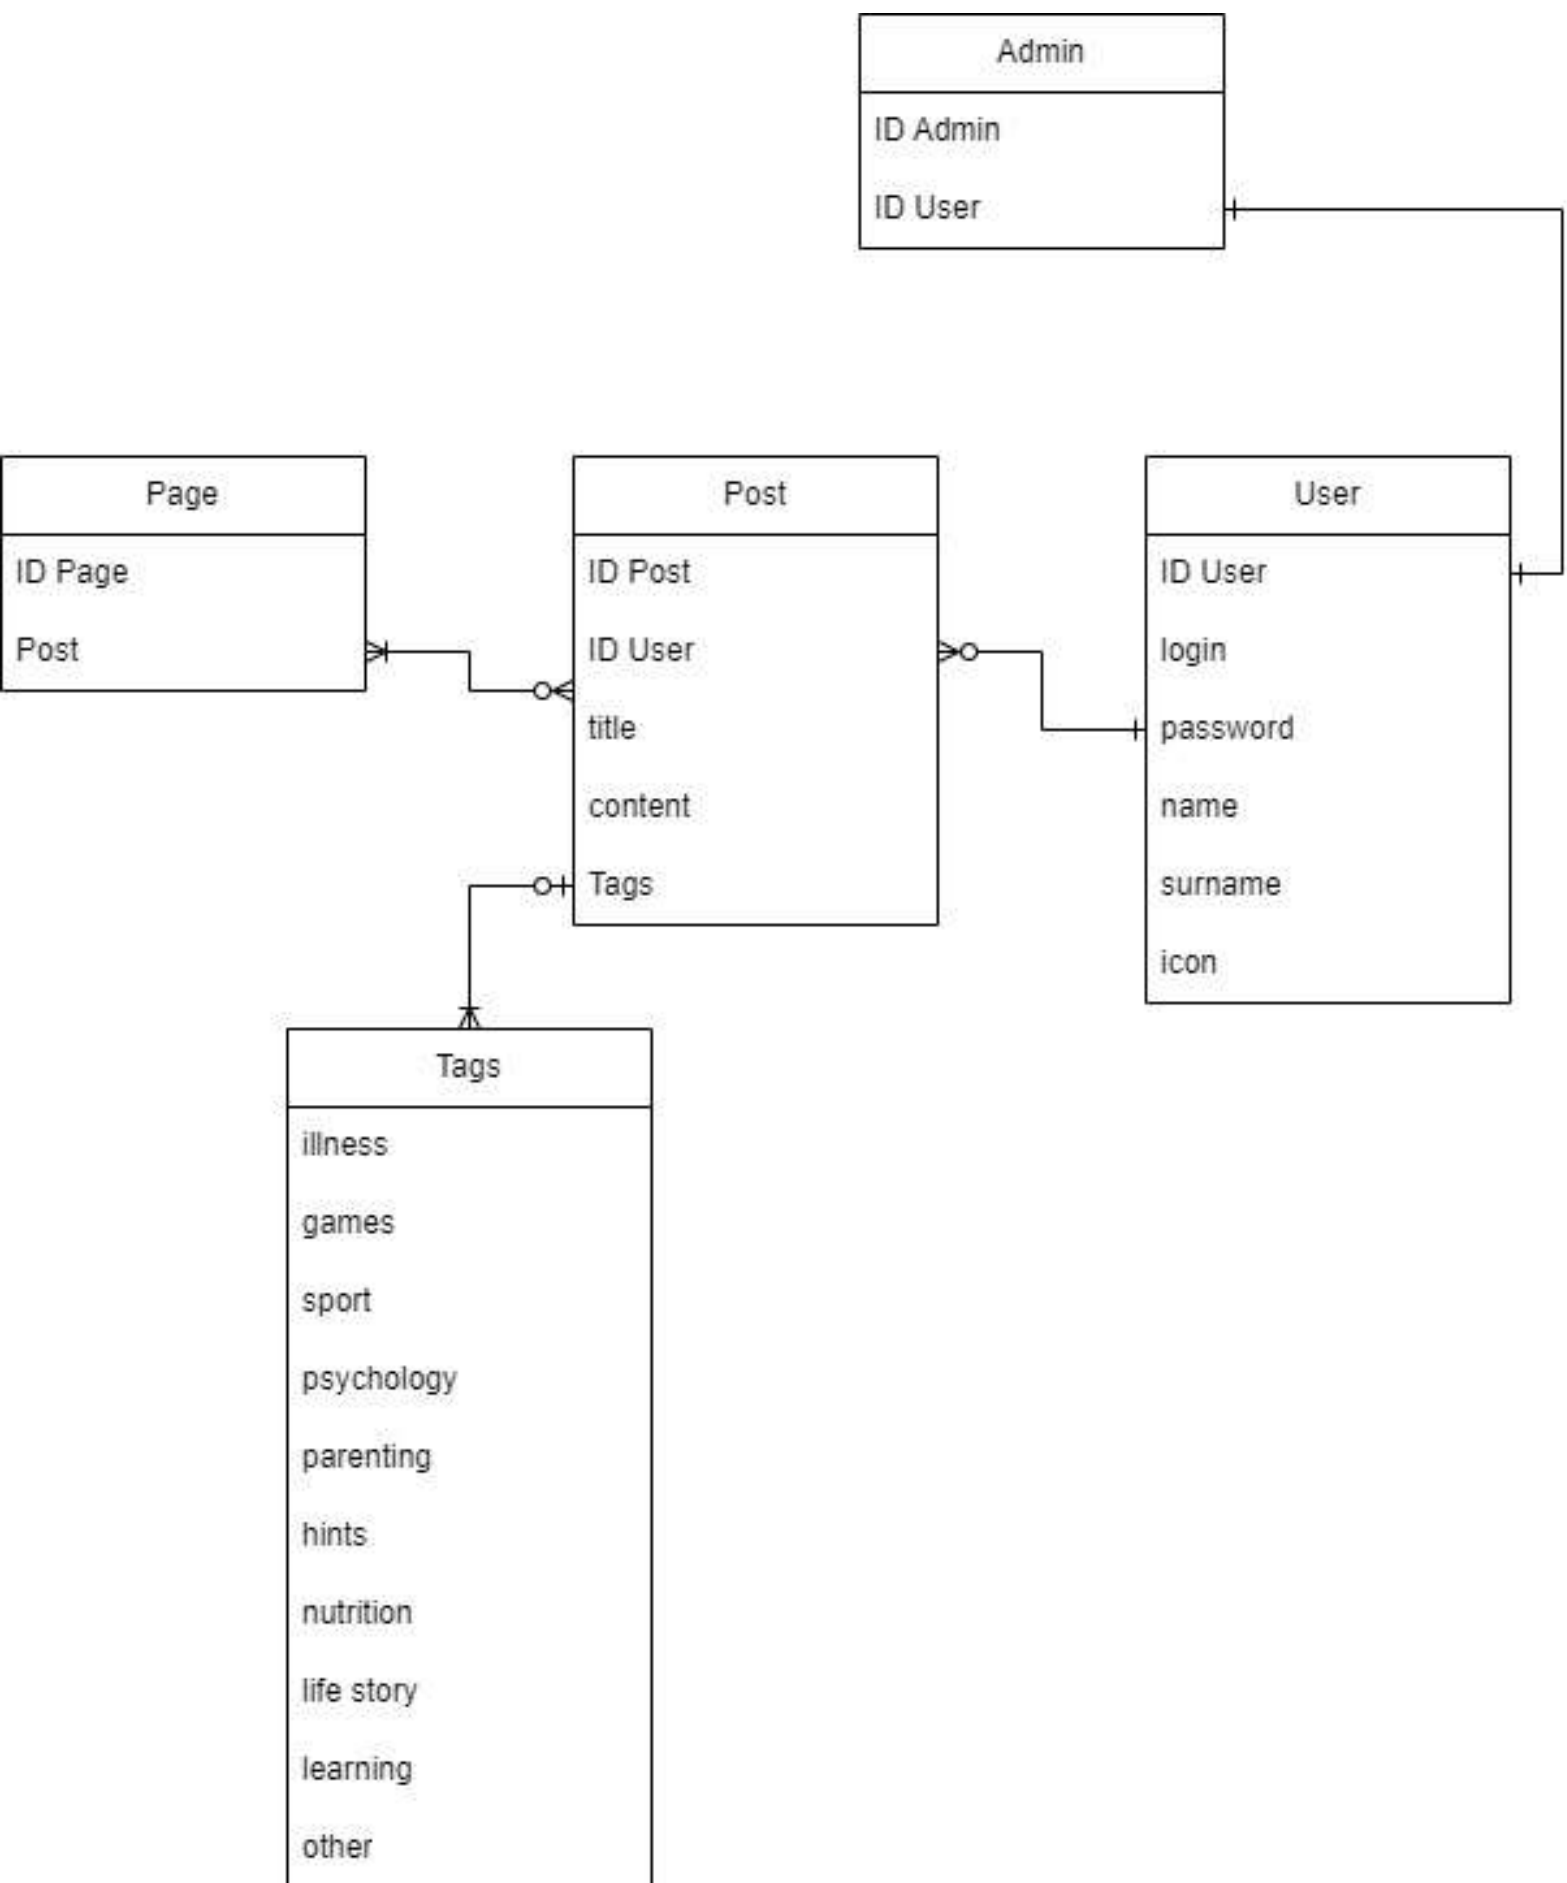 Admin
ID Admin
ID User
Page
ID Page
Post
Post
ID Post
ID User
title
content
Tags
User
ID User
login
password
name
surname
icon
Tags
illness
games
sport
psychology
parenting
hints
nutrition
life story
learning
other